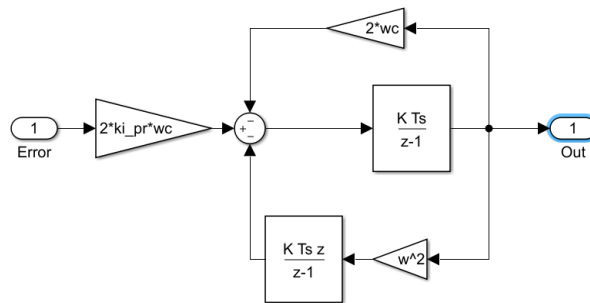 2*wc
1
Error
2*ki_pr*wc
+
−
−
K Ts
z-1
1
Out
K Ts z
z-1
w^2